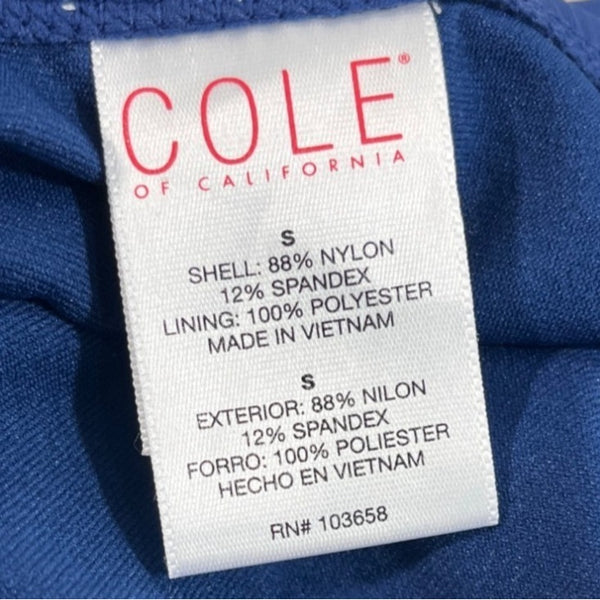 COLE®
OF CALIFORNIA
S
SHELL: 88% NYLON
12% SPANDEX
LINING: 100% POLYESTER
MADE IN VIETNAM
S
EXTERIOR: 88% NILON
12% SPANDEX
FORRO: 100% POLIESTER
HECHO EN VIETNAM
RN# 103658